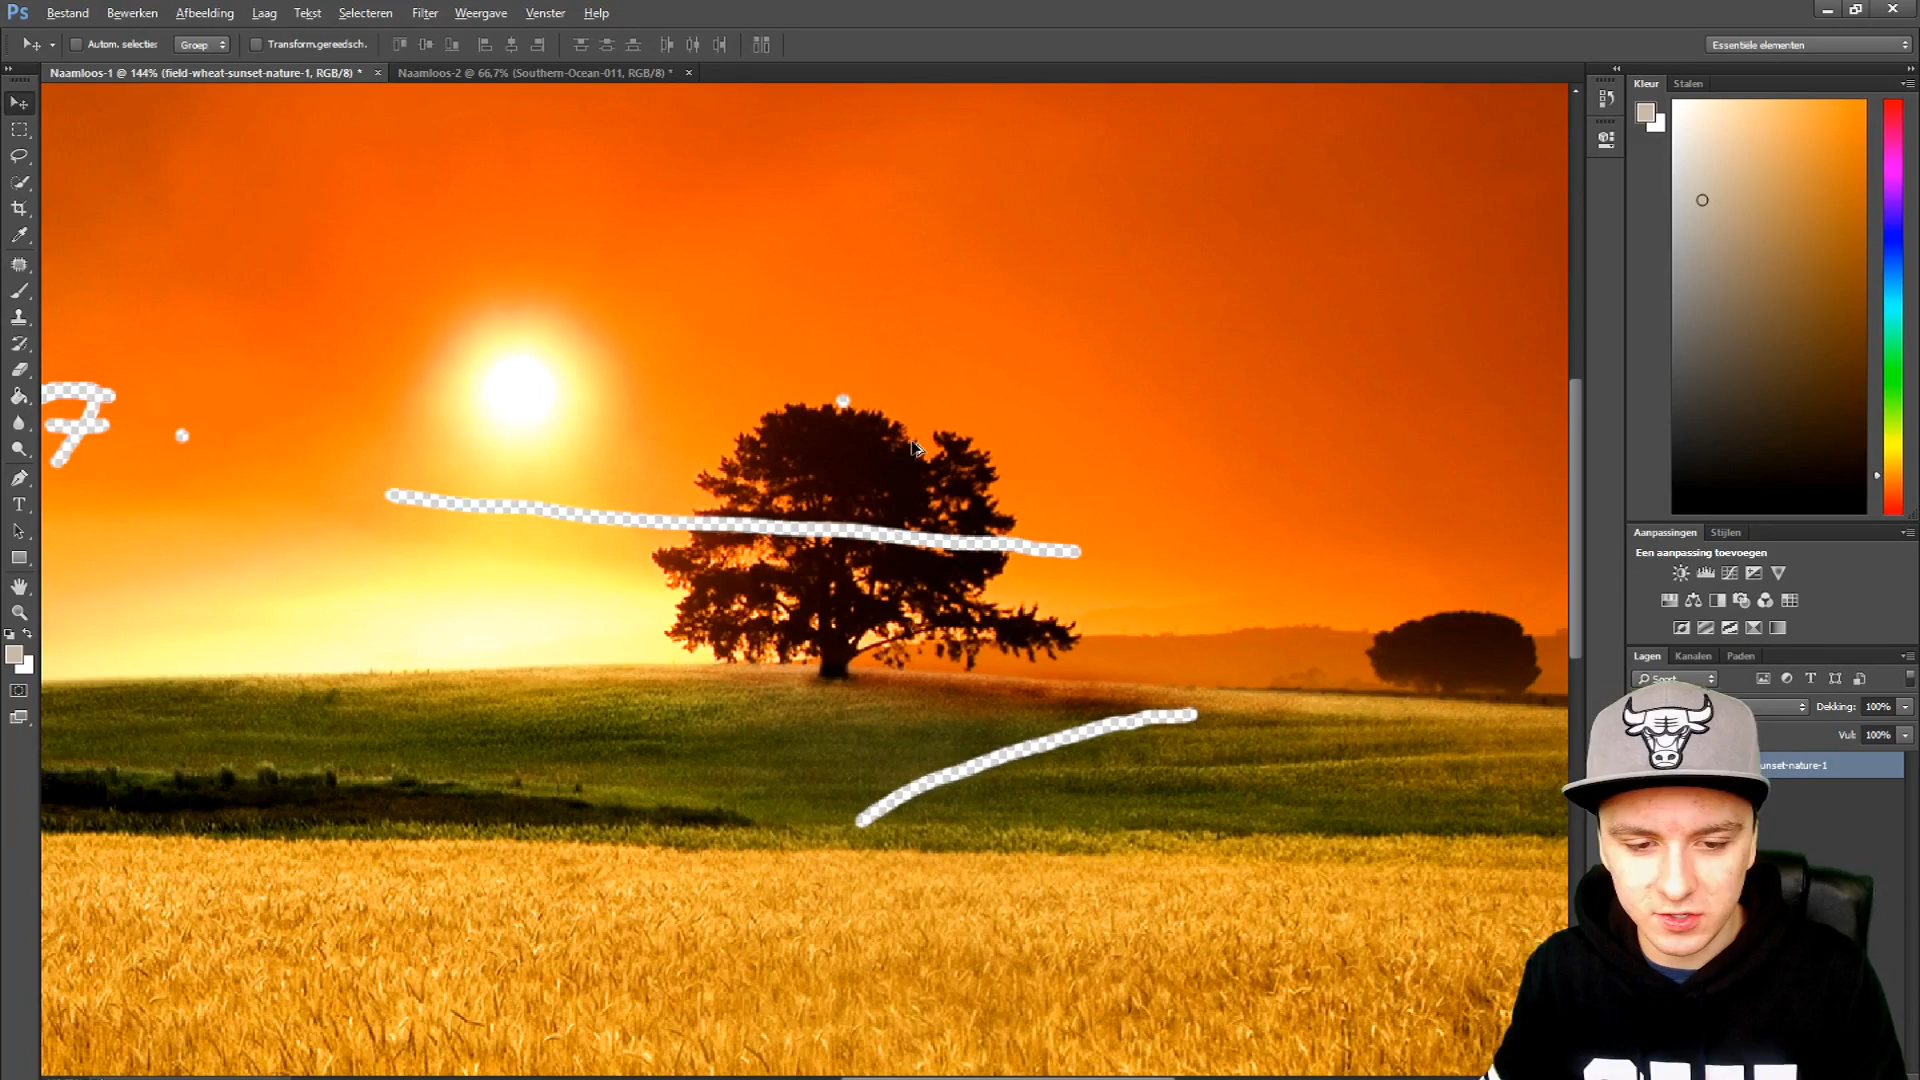 Ps Bestand Bewerken Afbeelding Laag Tekst Selecteren Filter Weergave Venster Help
Autom. selectie: Groep Transform.gereedsch. Essentiële elementen
Naamloos-1 @ 144% (field-wheat-sunset-nature-1, RGB/8) * × Naamloos-2 @ 66,7% (Southern-Ocean-011, RGB/8) * ×
Kleur Stalen
7
Aanpassingen Stijlen
Een aanpassing toevoegen
Lagen Kanalen Paden
Soort
Dekking: 100%
Vul: 100%
unset-nature-1